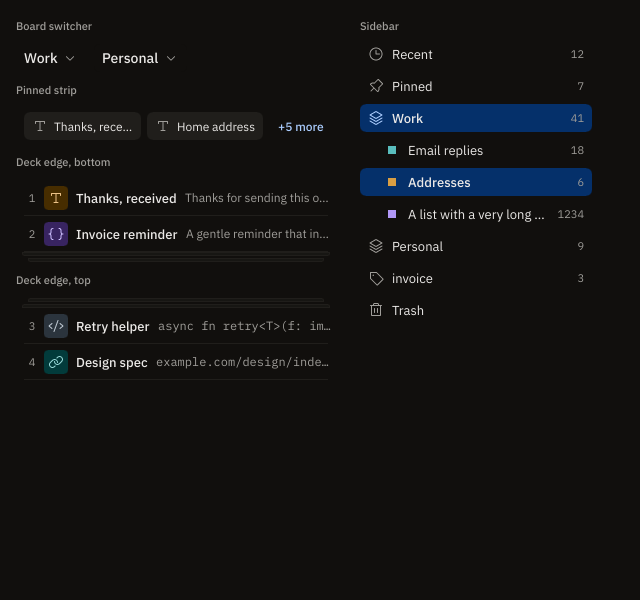 Board switcher
Work
Personal
Pinned strip
Thanks, rece...
Home address
+5 more
Deck edge, bottom
1 Thanks, received Thanks for sending this o...
2 {} Invoice reminder A gentle reminder that in...
Deck edge, top
3 </> Retry helper async fn retry<T>(f: im...
4 Design spec example.com/design/inde...
Sidebar
Recent 12
Pinned 7
Work 41
Email replies 18
Addresses 6
A list with a very long ... 1234
Personal 9
invoice 3
Trash